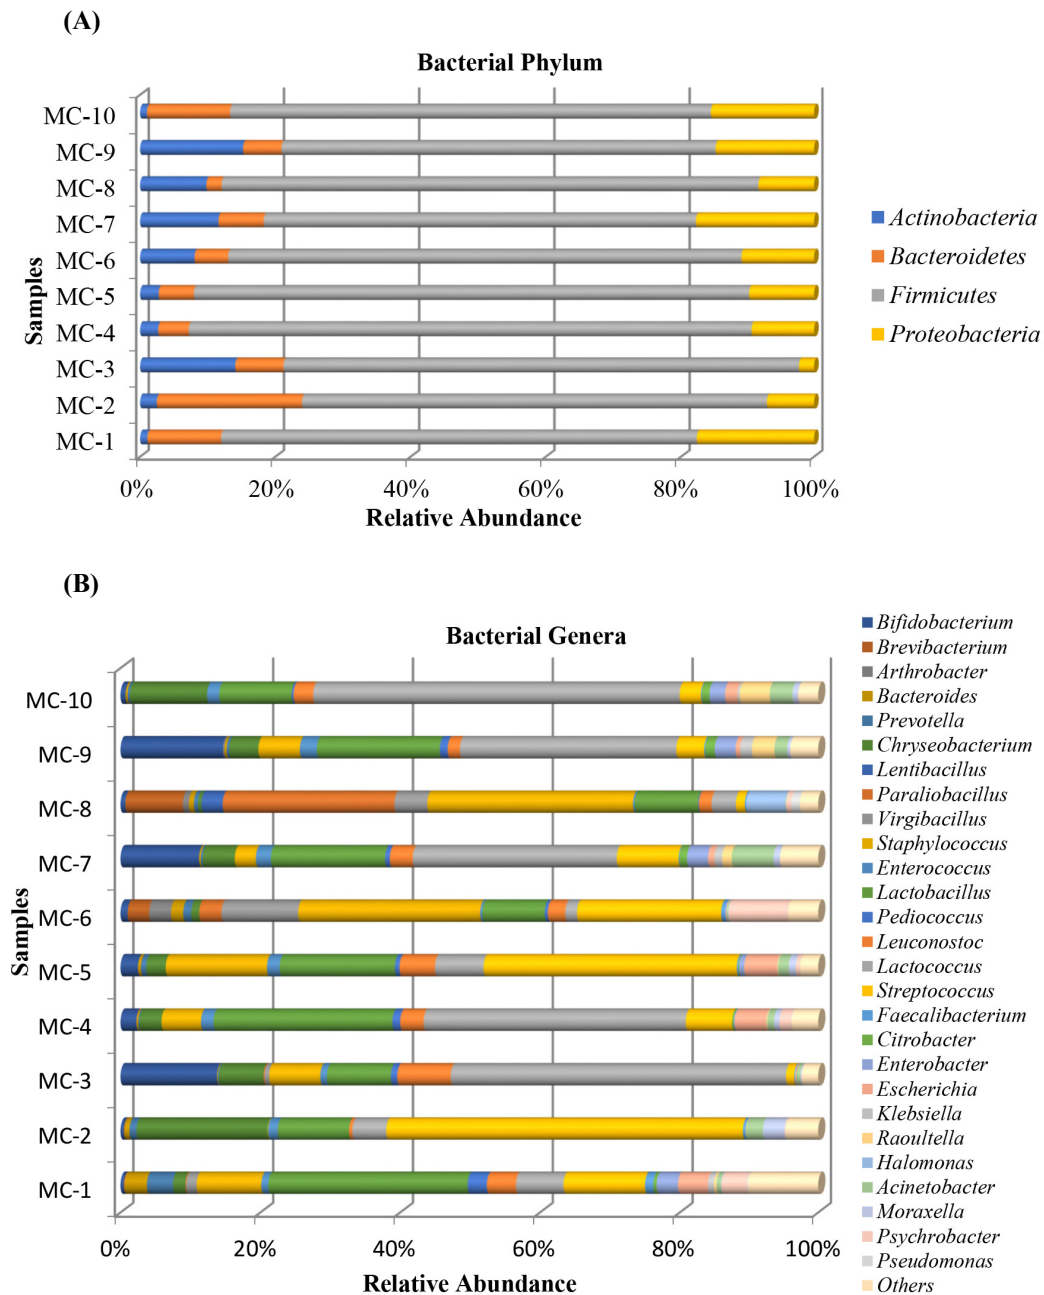 (A)
Bacterial Phylum
MC-10
MC-9
MC-8
MC-7
MC-6
MC-5
MC-4
MC-3
MC-2
MC-1
Samples
0% 20% 40% 60% 80% 100%
Relative Abundance
Actinobacteria
Bacteroidetes
Firmicutes
Proteobacteria
(B)
Bacterial Genera
MC-10
MC-9
MC-8
MC-7
MC-6
MC-5
MC-4
MC-3
MC-2
MC-1
Samples
0% 20% 40% 60% 80% 100%
Relative Abundance
Bifidobacterium
Brevibacterium
Arthrobacter
Bacteroides
Prevotella
Chryseobacterium
Lentibacillus
Paraliobacillus
Virgibacillus
Staphylococcus
Enterococcus
Lactobacillus
Pediococcus
Leuconostoc
Lactococcus
Streptococcus
Faecalibacterium
Citrobacter
Enterobacter
Escherichia
Klebsiella
Raoultella
Halomonas
Acinetobacter
Moraxella
Psychrobacter
Pseudomonas
Others